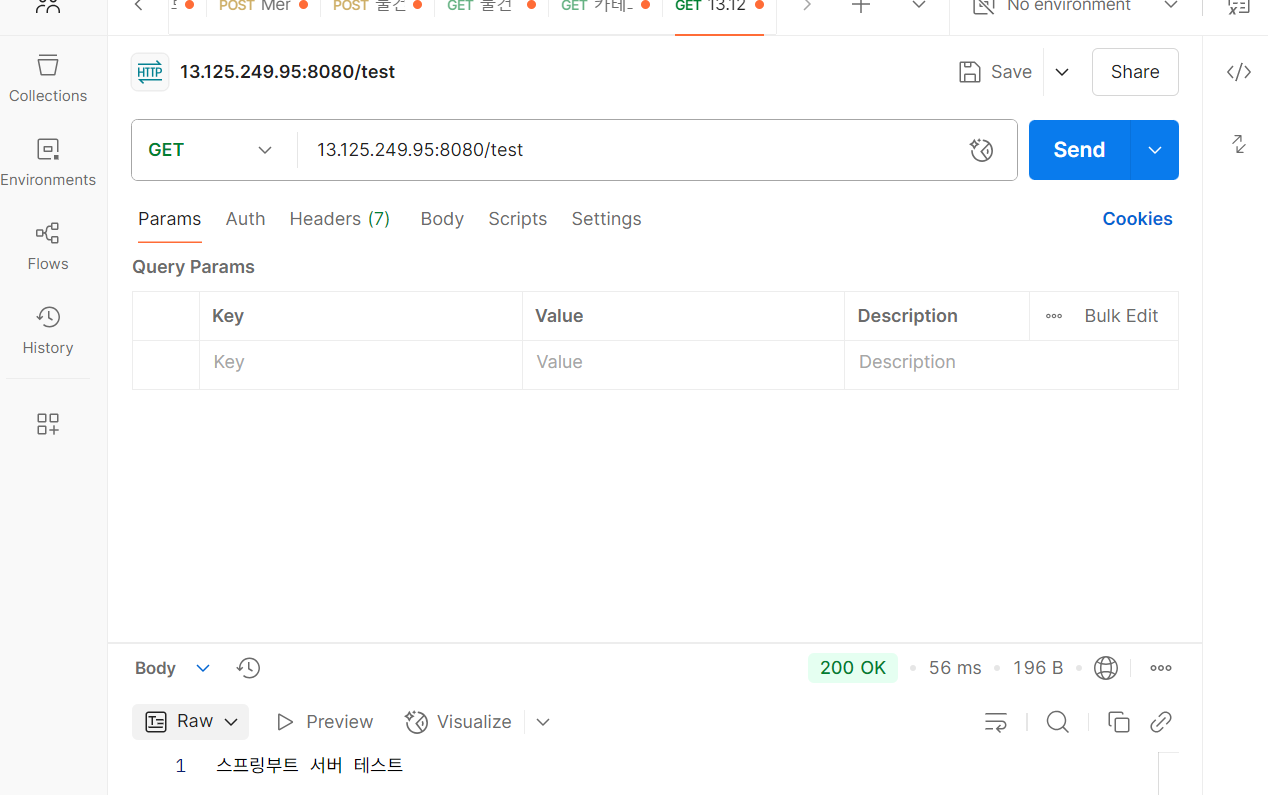 POST Mer POST 물건 GET 물건 GET 카테 GET 13.12 No environment
HTTP 13.125.249.95:8080/test Save Share
Collections
GET 13.125.249.95:8080/test Send
Environments
Params Auth Headers (7) Body Scripts Settings Cookies
Flows
Query Params
Key Value Description Bulk Edit
History
Key Value Description
Body 200 OK 56 ms 196 B
Raw Preview Visualize
1 스프링부트 서버 테스트